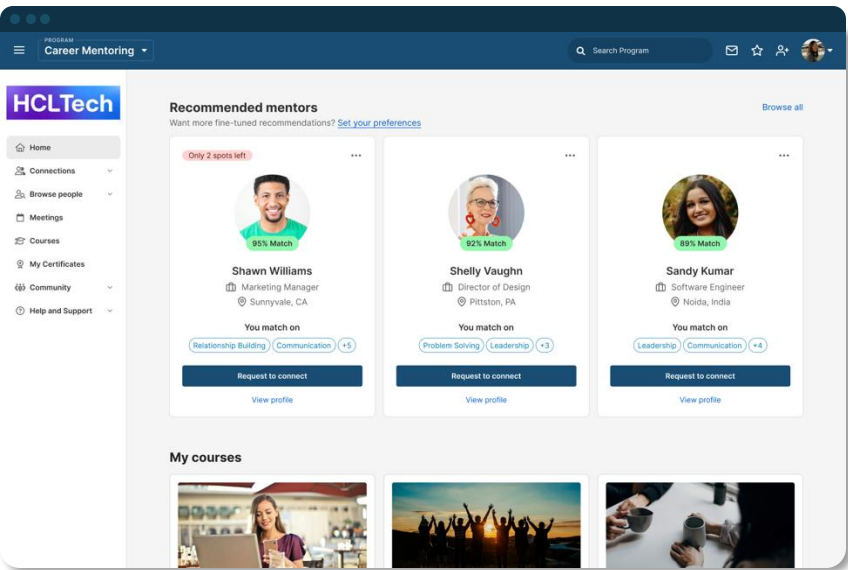 PROGRAM
Career Mentoring
Search Program
HCLTech
Home
Connections
Browse people
Meetings
Courses
My Certificates
Community
Help and Support
Recommended mentors
Browse all
Want more fine-tuned recommendations? Set your preferences
Only 2 spots left
95% Match
Shawn Williams
Marketing Manager
Sunnyvale, CA
You match on
Relationship Building Communication +5
Request to connect
View profile
92% Match
Shelly Vaughn
Director of Design
Pittston, PA
You match on
Problem Solving Leadership +3
Request to connect
View profile
89% Match
Sandy Kumar
Software Engineer
Noida, India
You match on
Leadership Communication +4
Request to connect
View profile
My courses